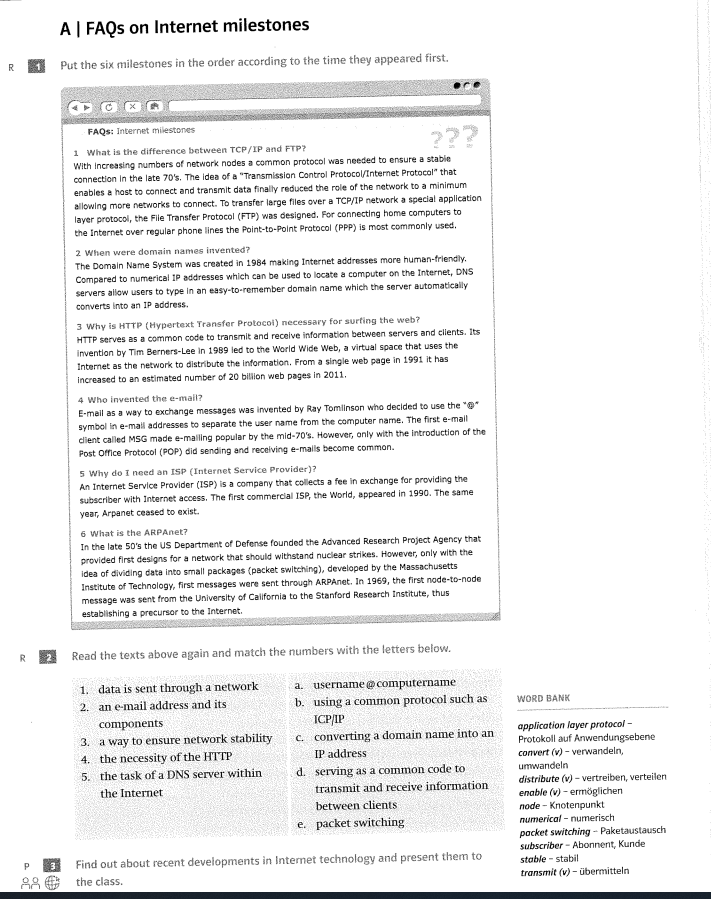 A | FAQs on Internet milestones
R 1 Put the six milestones in the order according to the time they appeared first.
FAQs: Internet milestones
???
1 What is the difference between TCP/IP and FTP?
With increasing numbers of network nodes a common protocol was needed to ensure a stable
connection in the late 70's. The idea of a "Transmission Control Protocol/Internet Protocol" that
enables a host to connect and transmit data finally reduced the role of the network to a minimum
allowing more networks to connect. To transfer large files over a TCP/IP network a special application
layer protocol, the File Transfer Protocol (FTP) was designed. For connecting home computers to
the Internet over regular phone lines the Point-to-Point Protocol (PPP) is most commonly used.
2 When were domain names invented?
The Domain Name System was created in 1984 making Internet addresses more human-friendly.
Compared to numerical IP addresses which can be used to locate a computer on the Internet, DNS
servers allow users to type in an easy-to-remember domain name which the server automatically
converts into an IP address.
3 Why is HTTP (Hypertext Transfer Protocol) necessary for surfing the web?
HTTP serves as a common code to transmit and receive information between servers and clients. Its
invention by Tim Berners-Lee in 1989 led to the World Wide Web, a virtual space that uses the
Internet as the network to distribute the information. From a single web page in 1991 it has
increased to an estimated number of 20 billion web pages in 2011.
4 Who invented the e-mail?
E-mail as a way to exchange messages was invented by Ray Tomlinson who decided to use the "@"
symbol in e-mail addresses to separate the user name from the computer name. The first e-mail
client called MSG made e-mailing popular by the mid-70's. However, only with the introduction of the
Post Office Protocol (POP) did sending and receiving e-mails become common.
5 Why do I need an ISP (Internet Service Provider)?
An Internet Service Provider (ISP) is a company that collects a fee in exchange for providing the
subscriber with Internet access. The first commercial ISP, the World, appeared in 1990. The same
year, Arpanet ceased to exist.
6 What is the ARPAnet?
In the late 50's the US Department of Defense founded the Advanced Research Project Agency that
provided first designs for a network that should withstand nuclear strikes. However, only with the
idea of dividing data into small packages (packet switching), developed by the Massachusetts
Institute of Technology, first messages were sent through ARPAnet. In 1969, the first node-to-node
message was sent from the University of California to the Stanford Research Institute, thus
establishing a precursor to the Internet.
R 2 Read the texts above again and match the numbers with the letters below.
1. data is sent through a network
2. an e-mail address and its
components
3. a way to ensure network stability
4. the necessity of the HTTP
5. the task of a DNS server within
the Internet
a. username@computername
b. using a common protocol such as
ICP/IP
c. converting a domain name into an
IP address
d. serving as a common code to
transmit and receive information
between clients
e. packet switching
WORD BANK
application layer protocol –
Protokoll auf Anwendungsebene
convert (v) – verwandeln,
umwandeln
distribute (v) – vertreiben, verteilen
enable (v) – ermöglichen
node – Knotenpunkt
numerical – numerisch
packet switching – Paketaustausch
subscriber – Abonnent, Kunde
stable – stabil
transmit (v) – übermitteln
P 3 Find out about recent developments in Internet technology and present them to
the class.